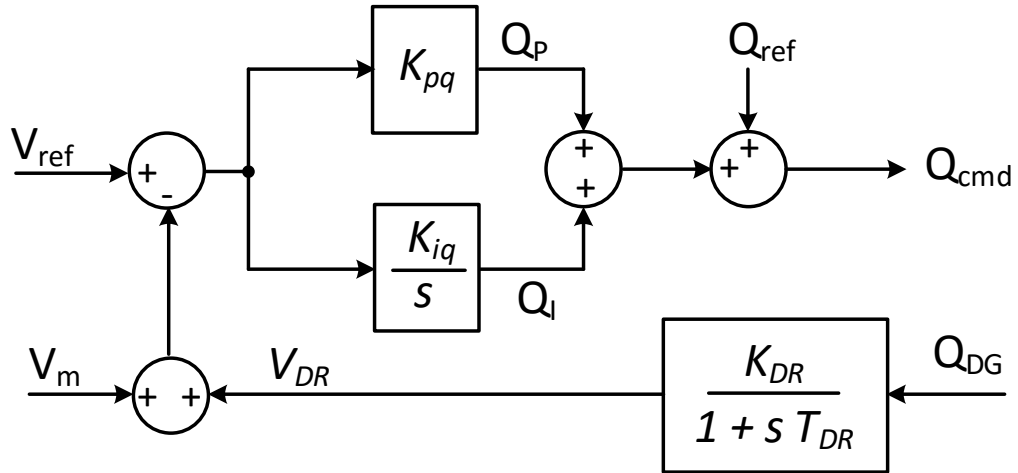 Q_P
Q_ref
K_pq
V_ref
+
-
+
+
+
+
Q_cmd
K_iq
s
Q_I
V_m
+
+
V_DR
K_DR
1 + s T_DR
Q_DG